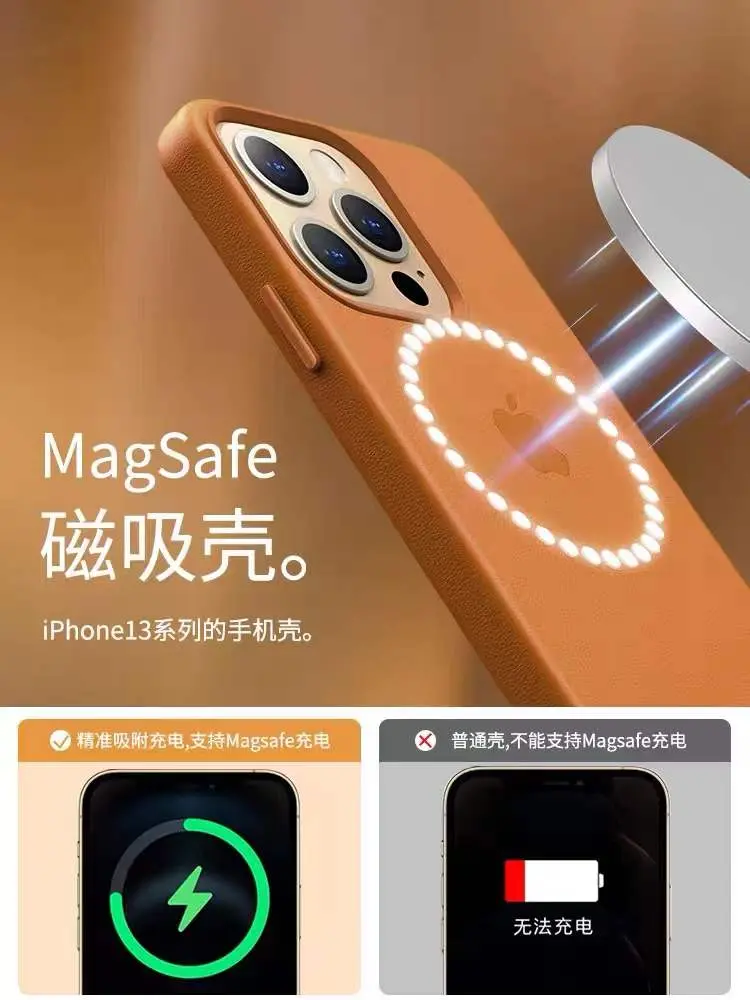 MagSafe
磁吸壳。
iPhone13系列的手机壳。
精准吸附充电,支持Magsafe充电
普通壳,不能支持Magsafe充电
无法充电